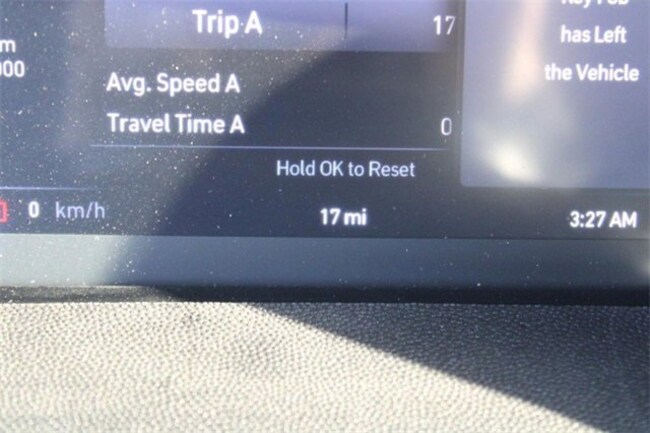 Trip A 17
has Left
m
000
the Vehicle
Avg. Speed A
Travel Time A 0
Hold OK to Reset
0 km/h
17 mi
3:27 AM